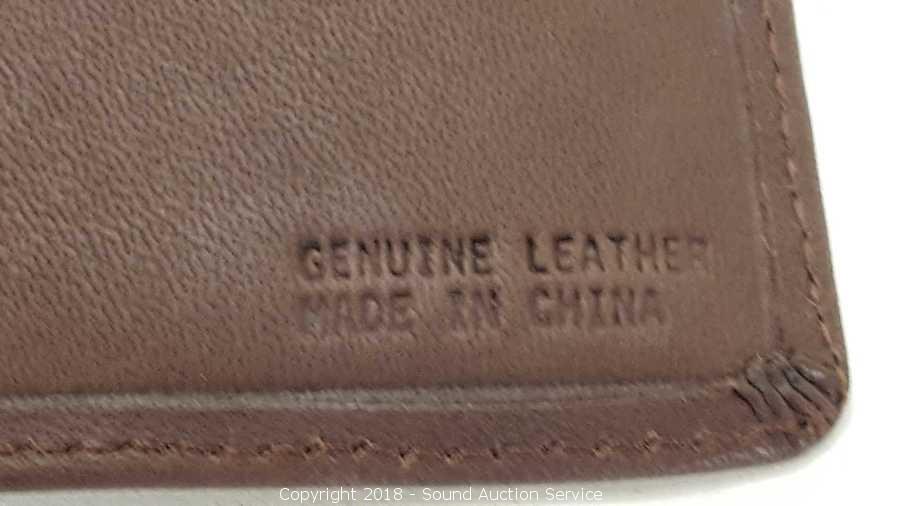 GENUINE LEATHER
MADE IN CHINA
Copyright 2018 - Sound Auction Service